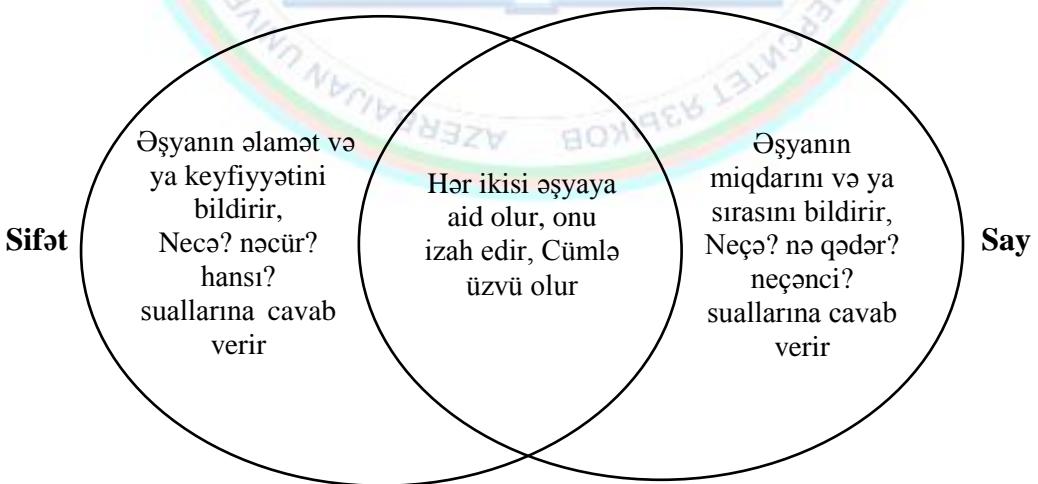 Sifət
Əşyanın əlamət və
ya keyfiyyətini
bildirir,
Necə? nəcür?
hansı?
suallarına cavab
verir
Hər ikisi əşyaya
aid olur, onu
izah edir, Cümlə
üzvü olur
Əşyanın
miqdarını və ya
sırasını bildirir,
Neçə? nə qədər?
neçənci?
suallarına cavab
verir
Say